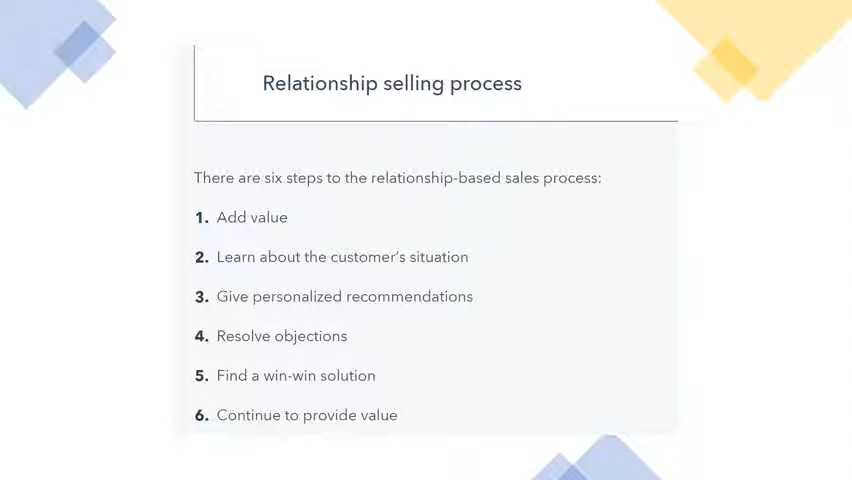 Relationship selling process
There are six steps to the relationship-based sales process:
1. Add value
2. Learn about the customer’s situation
3. Give personalized recommendations
4. Resolve objections
5. Find a win-win solution
6. Continue to provide value